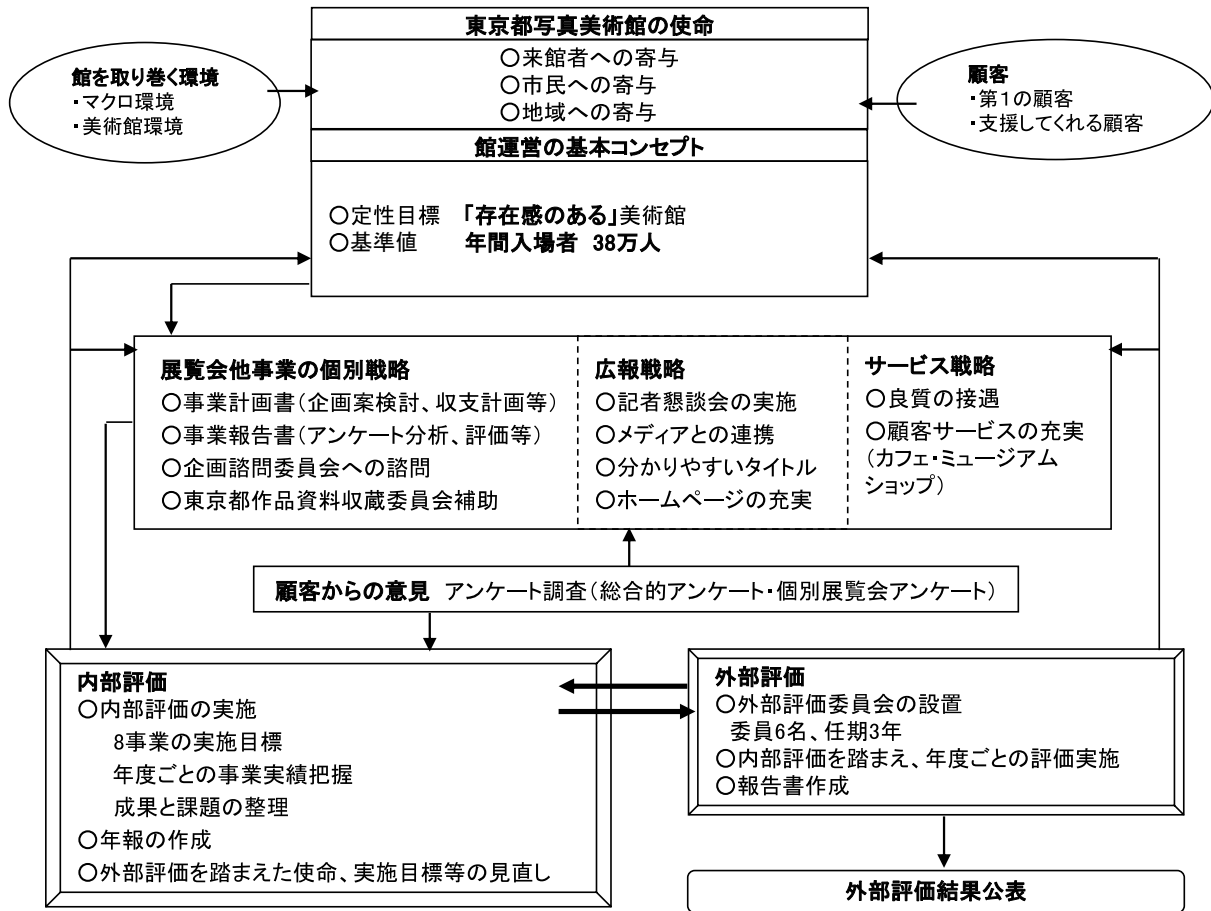 東京都写真美術館の使命
○来館者への寄与
○市民への寄与
○地域への寄与
館を取り巻く環境
・マクロ環境
・美術館環境
顧客
・第1の顧客
・支援してくれる顧客
館運営の基本コンセプト
○定性目標 「存在感のある」美術館
○基準値 年間入場者 38万人
展覧会他事業の個別戦略
○事業計画書(企画案検討、収支計画等)
○事業報告書(アンケート分析、評価等)
○企画諮問委員会への諮問
○東京都作品資料収蔵委員会補助
広報戦略
○記者懇談会の実施
○メディアとの連携
○分かりやすいタイトル
○ホームページの充実
サービス戦略
○良質の接遇
○顧客サービスの充実
(カフェ・ミュージアム
ショップ)
顧客からの意見 アンケート調査(総合的アンケート・個別展覧会アンケート)
内部評価
○内部評価の実施
8事業の実施目標
年度ごとの事業実績把握
成果と課題の整理
○年報の作成
○外部評価を踏まえた使命、実施目標等の見直し
外部評価
○外部評価委員会の設置
委員6名、任期3年
○内部評価を踏まえ、年度ごとの評価実施
○報告書作成
外部評価結果公表